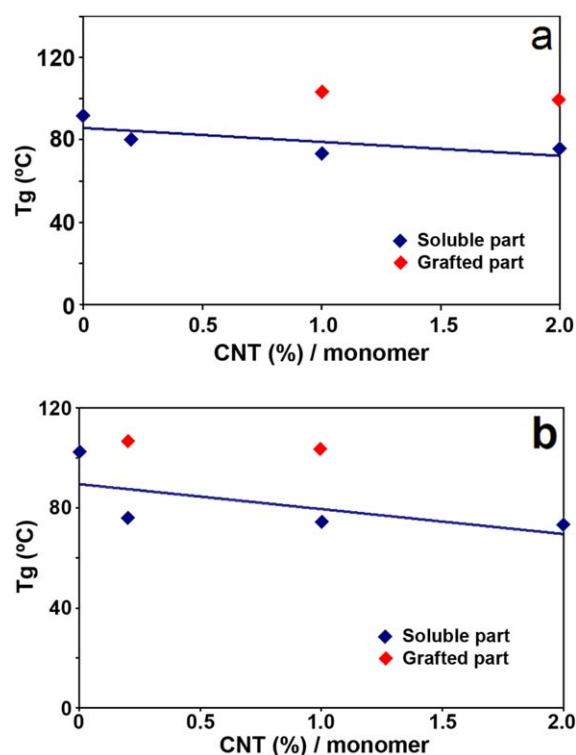 a
120
80
40
0
Tg (ºC)
Soluble part
Grafted part
0 0.5 1.0 1.5 2.0
CNT (%) / monomer
b
120
80
40
0
Tg (ºC)
Soluble part
Grafted part
0 0.5 1.0 1.5 2.0
CNT (%) / monomer